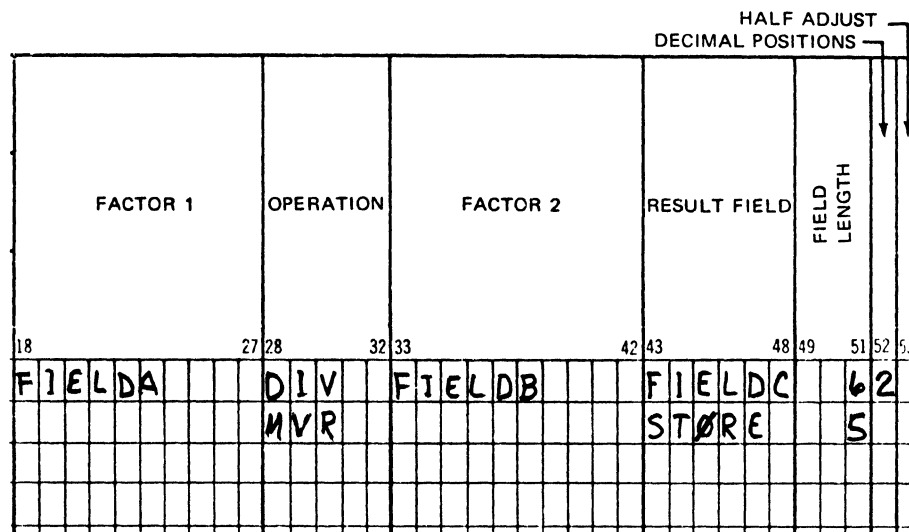 HALF ADJUST
DECIMAL POSITIONS
FACTOR 1 OPERATION FACTOR 2 RESULT FIELD FIELD LENGTH
18 27 28 32 33 42 43 48 49 51 52
FIELDA DIV FIELDB FIELDC 6 2
MVR STØRE 5